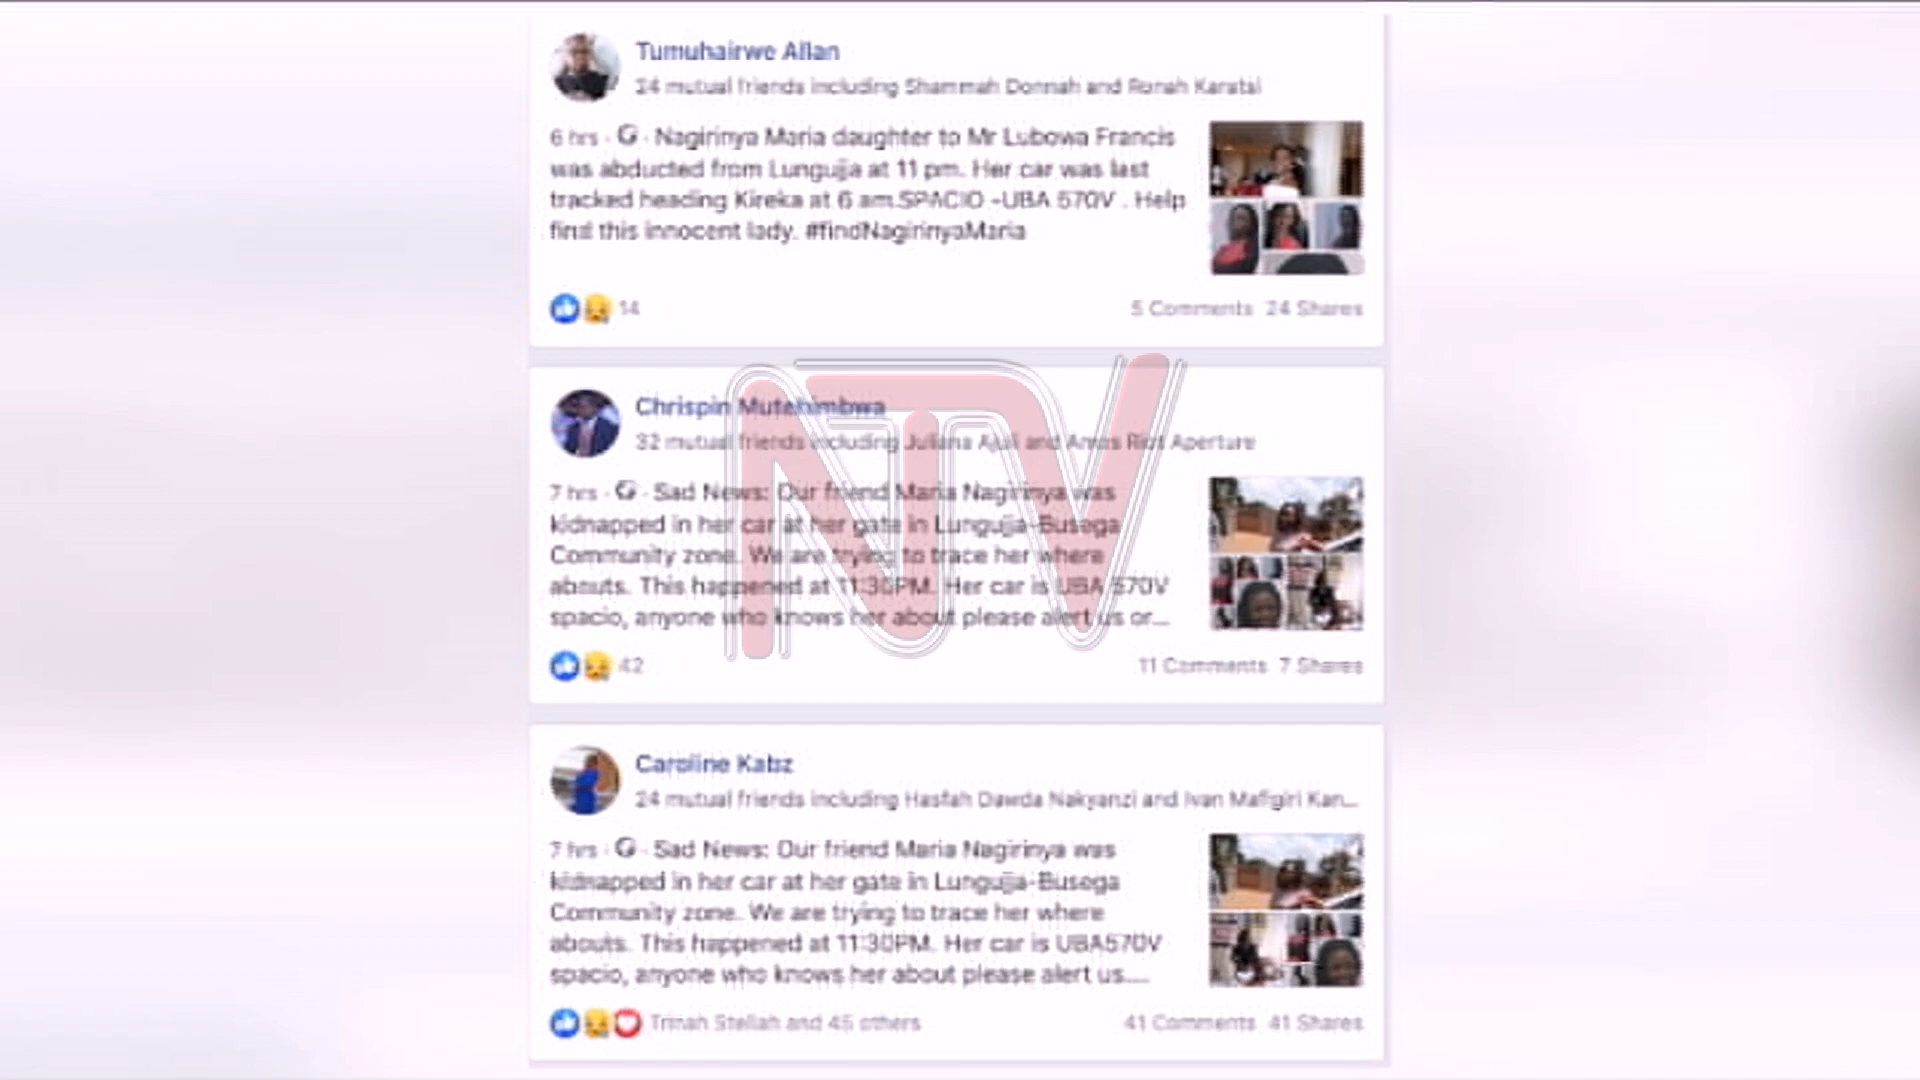 Tumuhairwe Allan
24 mutual friends including Shammah Donnah and Ronah Karatsi
6 hrs · Nagirinya Maria daughter to Mr Lubowa Francis
was abducted from Lungujja at 11 pm. Her car was last
tracked heading Kireka at 6 am.SPACIO -UBA 570V . Help
find this innocent lady. #findNagirinyaMaria
14
5 Comments 24 Shares
NTV
Chrispin Mutehimbwa
32 mutual friends including Juliana Ajuli and Amos Riot Aperture
7 hrs · Sad News: Our friend Maria Nagirinya was
kidnapped in her car at her gate in Lungujja-Busega
Community zone. We are trying to trace her where
abouts. This happened at 11:30PM. Her car is UBA 570V
spacio, anyone who knows her about please alert us or...
42
11 Comments 7 Shares
Caroline Kabz
24 mutual friends including Hasfah Dawda Nakyanzi and Ivan Mafigiri Kan...
7 hrs · Sad News: Our friend Maria Nagirinya was
kidnapped in her car at her gate in Lungujja-Busega
Community zone. We are trying to trace her where
abouts. This happened at 11:30PM. Her car is UBA570V
spacio, anyone who knows her about please alert us....
Trinah Stellah and 45 others
41 Comments 41 Shares